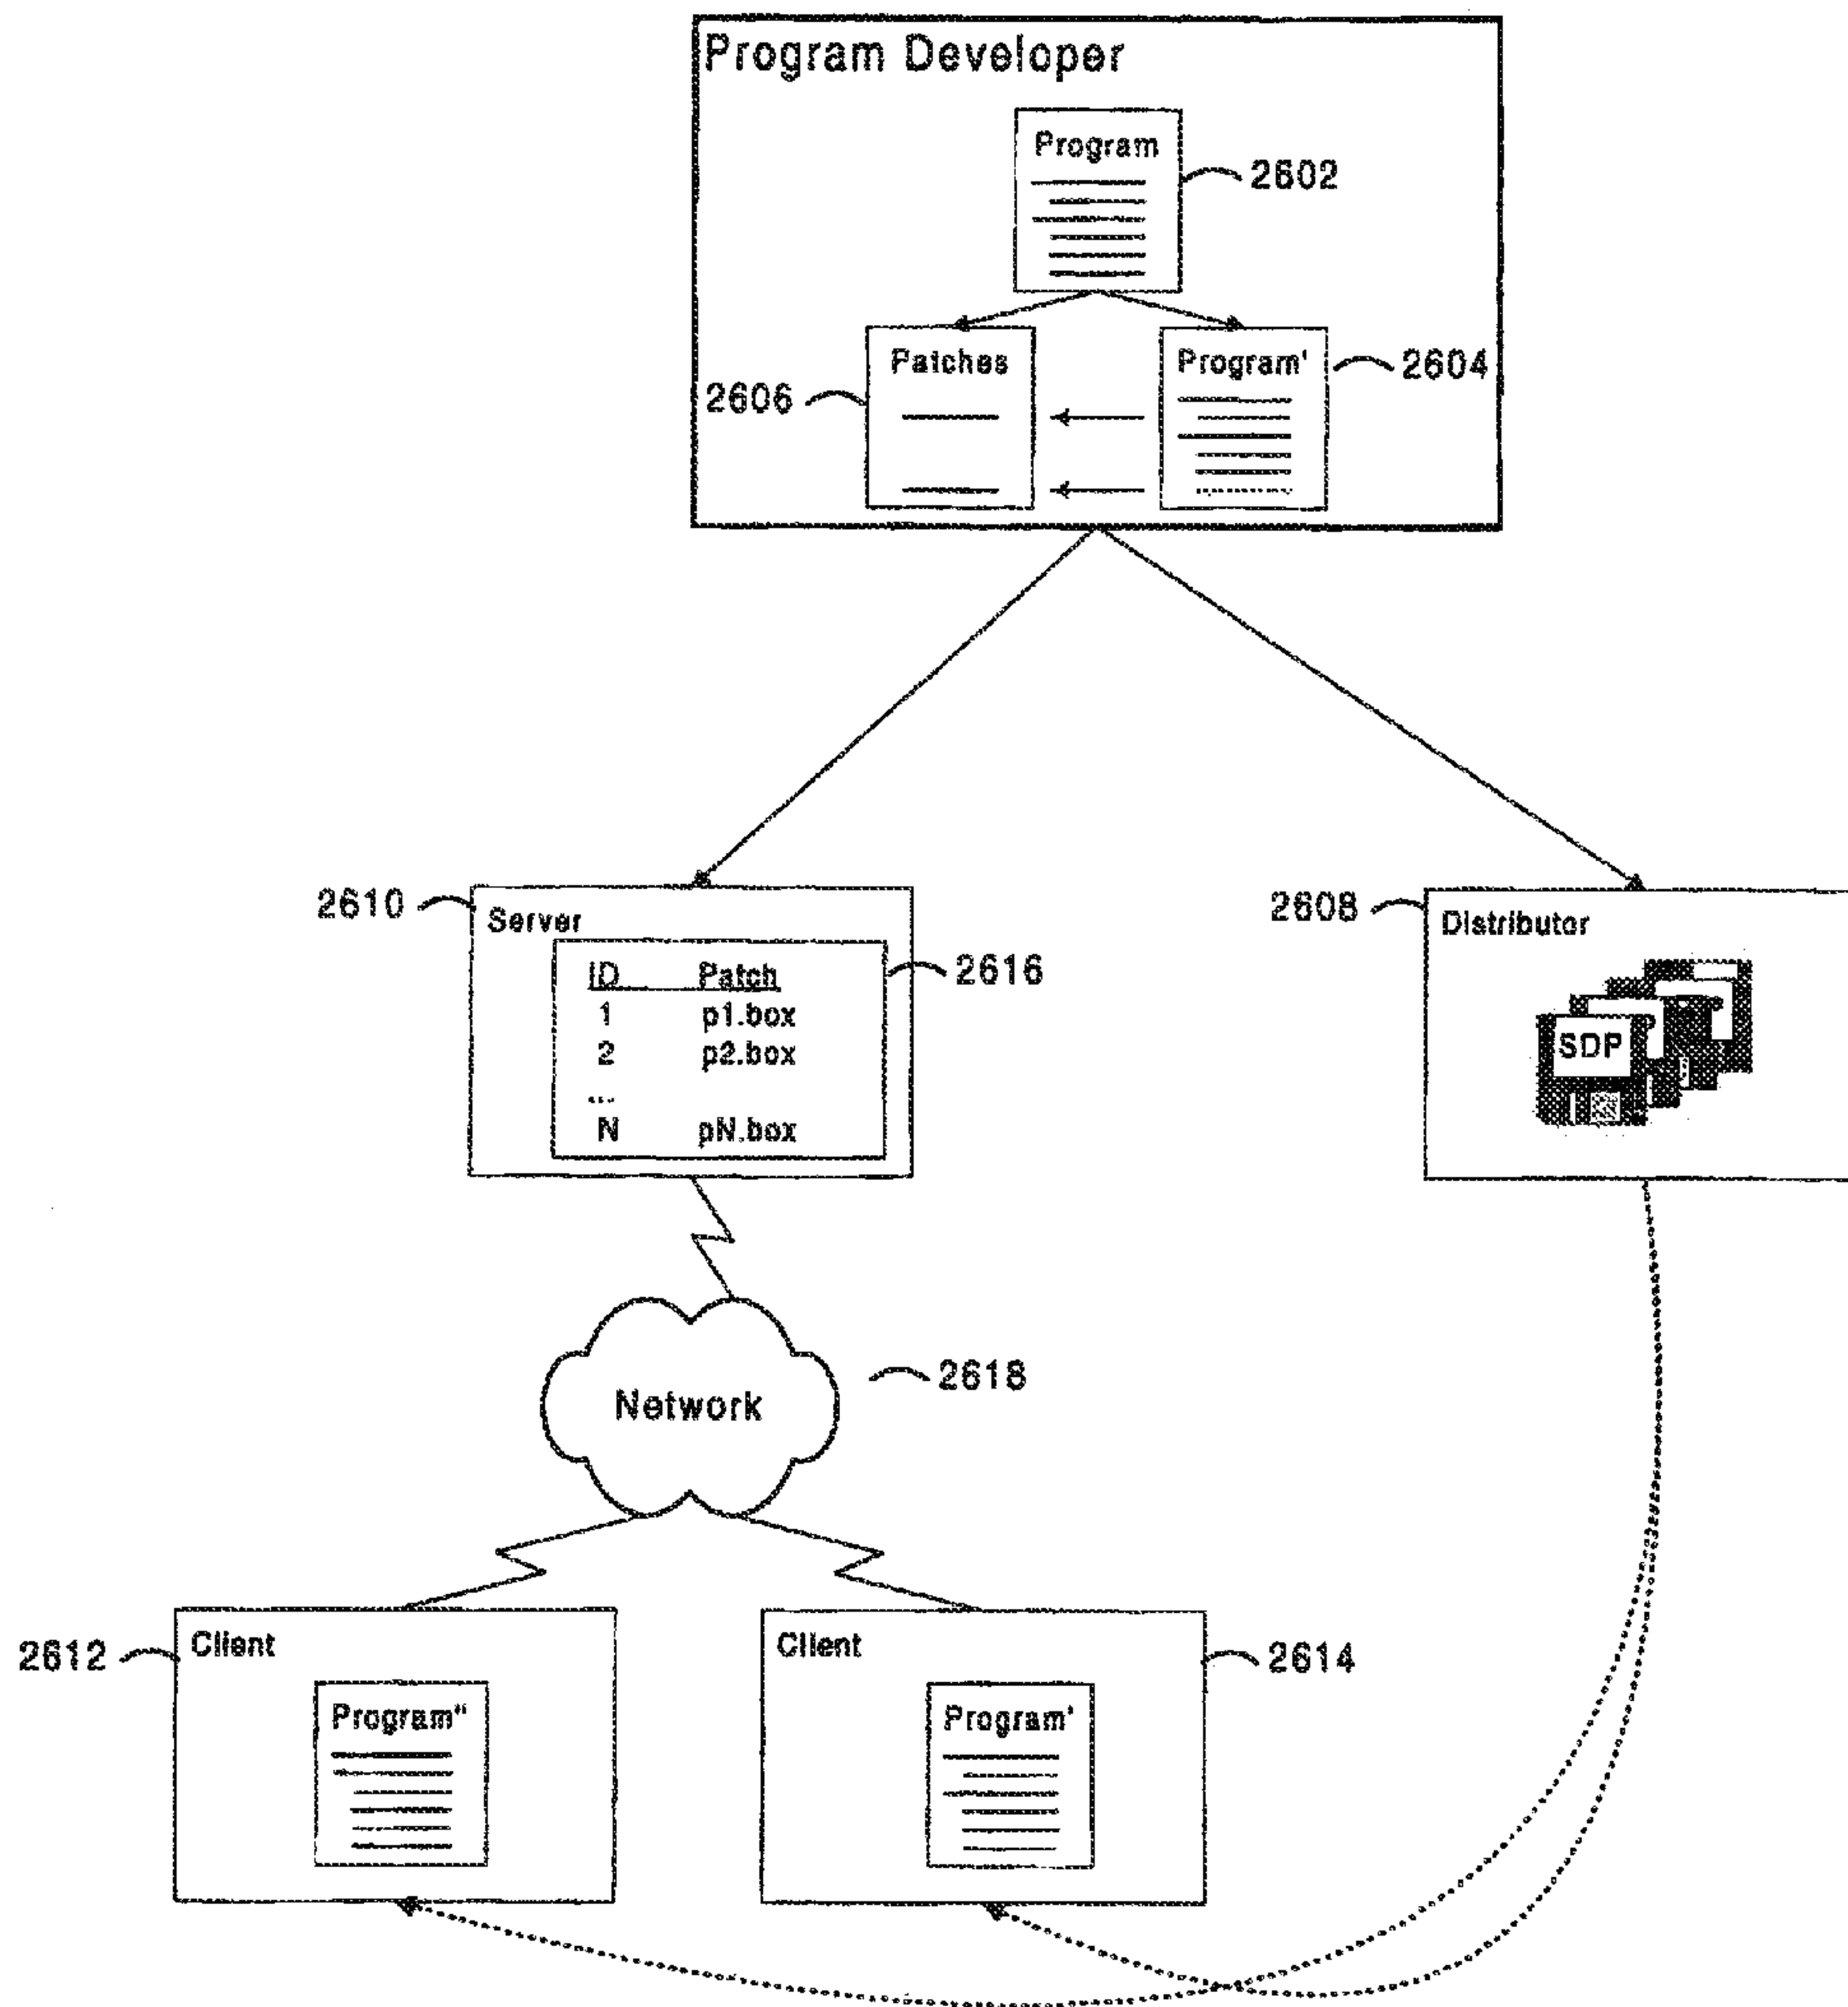 Program Developer
Program
2602
Patches
Program'
2604
2606
2610
Server
ID Patch
1 p1.box
2 p2.box
...
N pN.box
2616
2608
Distributor
SDP
Network
2618
2612
Client
Program"
Client
2614
Program'